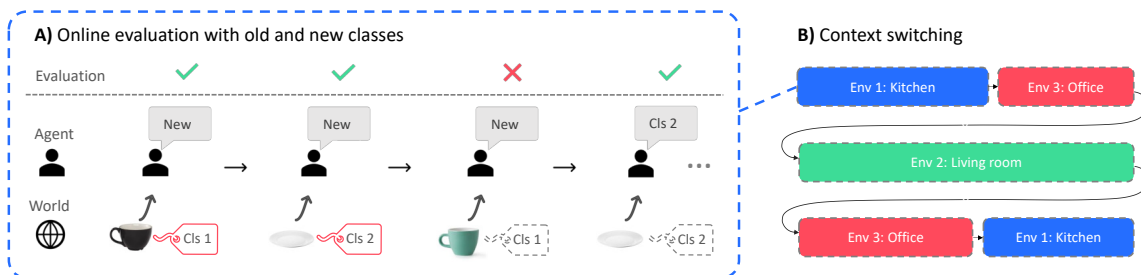 A) Online evaluation with old and new classes
Evaluation
Agent
New
New
New
Cls 2
World
Cls 1
Cls 2
Cls 1
Cls 2
B) Context switching
Env 1: Kitchen
Env 3: Office
Env 2: Living room
Env 3: Office
Env 1: Kitchen